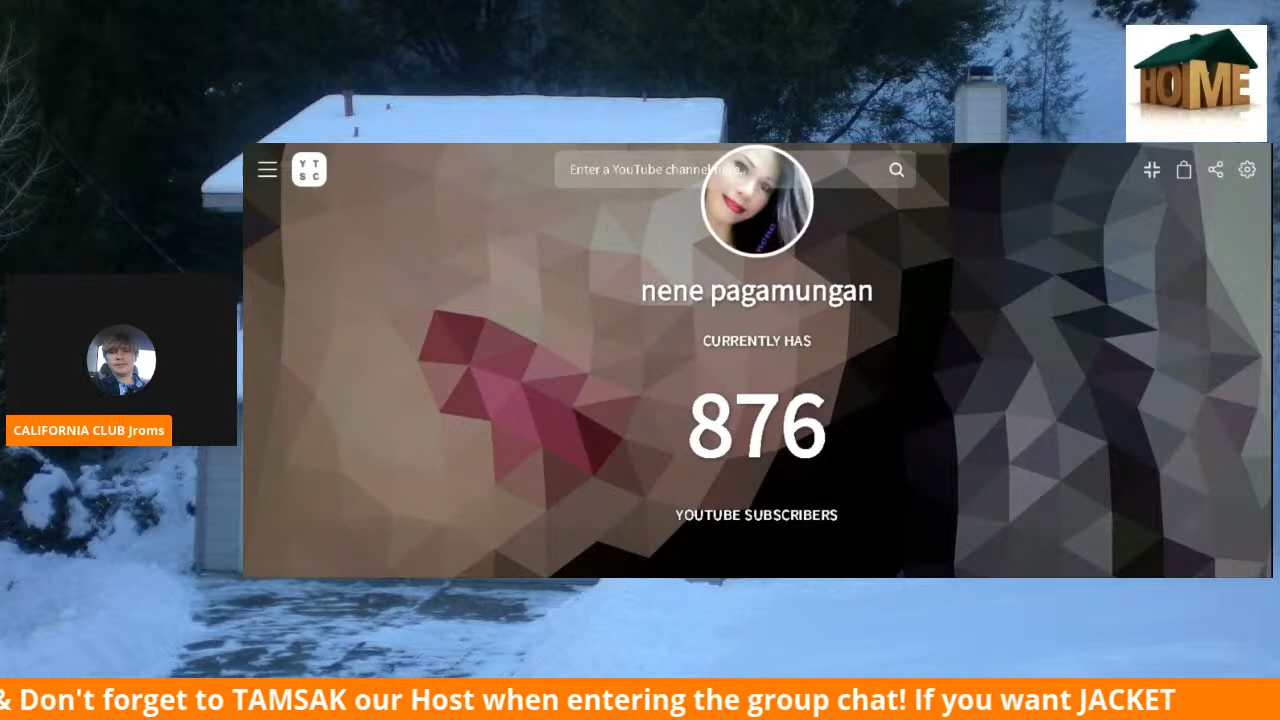 HOME
Y T
S C
Enter a YouTube channel
nene
nene pagamungan
CURRENTLY HAS
876
YOUTUBE SUBSCRIBERS
CALIFORNIA CLUB Jroms
& Don't forget to TAMSAK our Host when entering the group chat! If you want JACKET